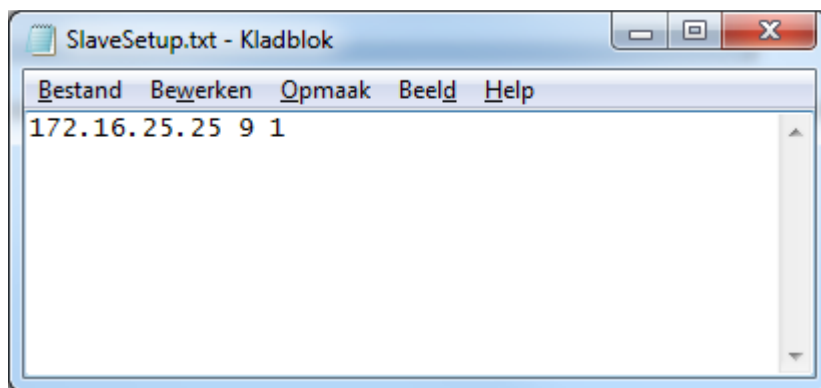 SlaveSetup.txt - Kladblok
Bestand Bewerken Opmaak Beeld Help
172.16.25.25 9 1